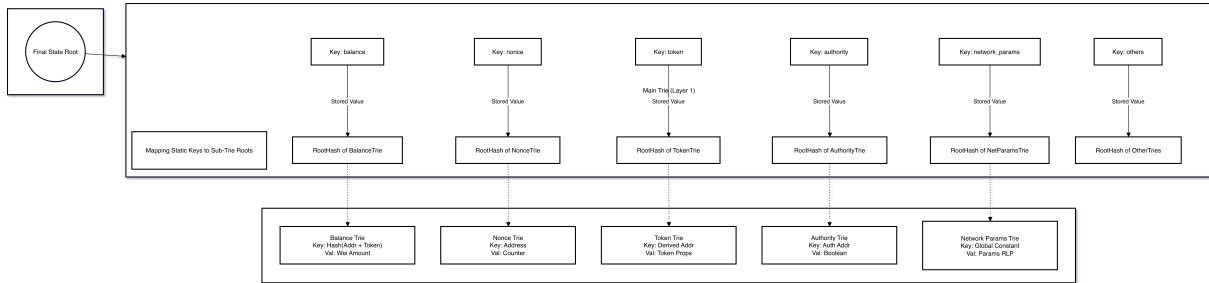 Final State Root
Key: balance
Key: nonce
Key: token
Key: authority
Key: network_params
Key: others
Main Trie (Layer 1)
Stored Value
Stored Value
Stored Value
Stored Value
Stored Value
Stored Value
Mapping Static Keys to Sub-Trie Roots
RootHash of BalanceTrie
RootHash of NonceTrie
RootHash of TokenTrie
RootHash of AuthorityTrie
RootHash of NetParamsTrie
RootHash of OtherTries
Balance Trie
Key: Hash(Addr + Token)
Val: Wei Amount
Nonce Trie
Key: Address
Val: Counter
Token Trie
Key: Derived Addr
Val: Token Props
Authority Trie
Key: Auth Addr
Val: Boolean
Network Params Trie
Key: Global Constant
Val: Params RLP